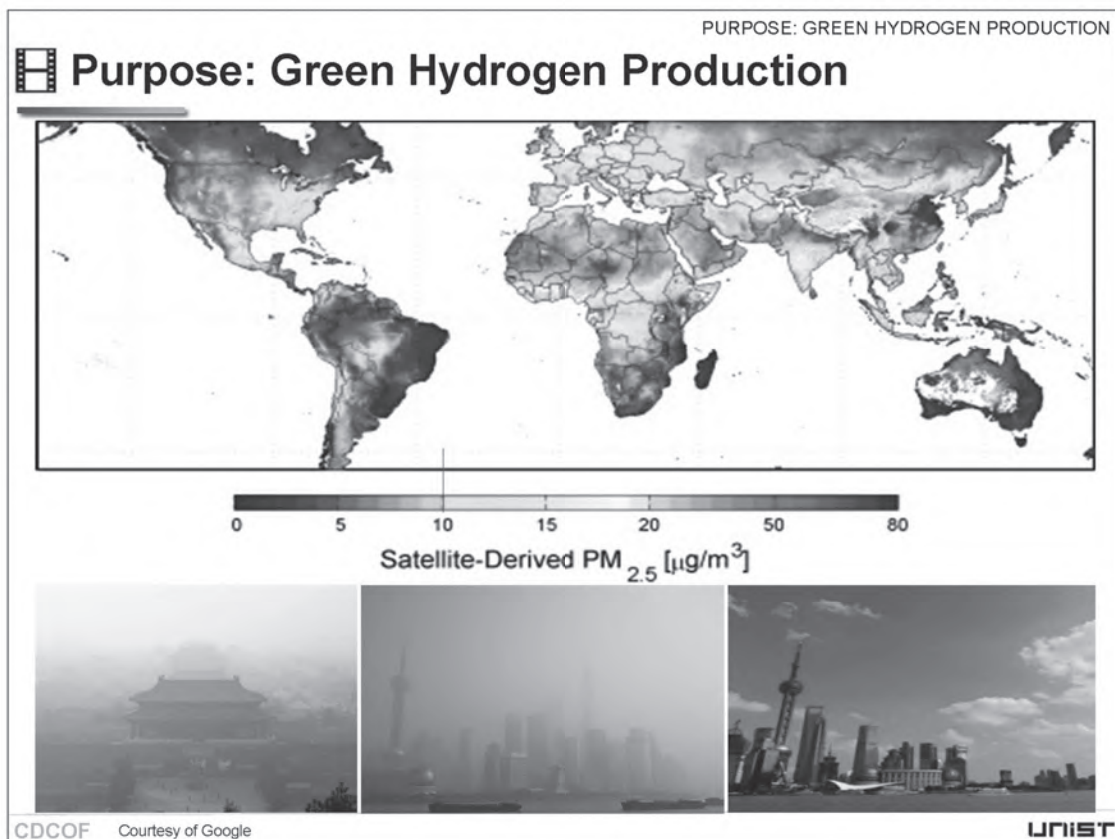 PURPOSE: GREEN HYDROGEN PRODUCTION
Purpose: Green Hydrogen Production
0 5 10 15 20 50 80
Satellite-Derived PM 2.5 [μg/m³]
CDCOF Courtesy of Google UNIST